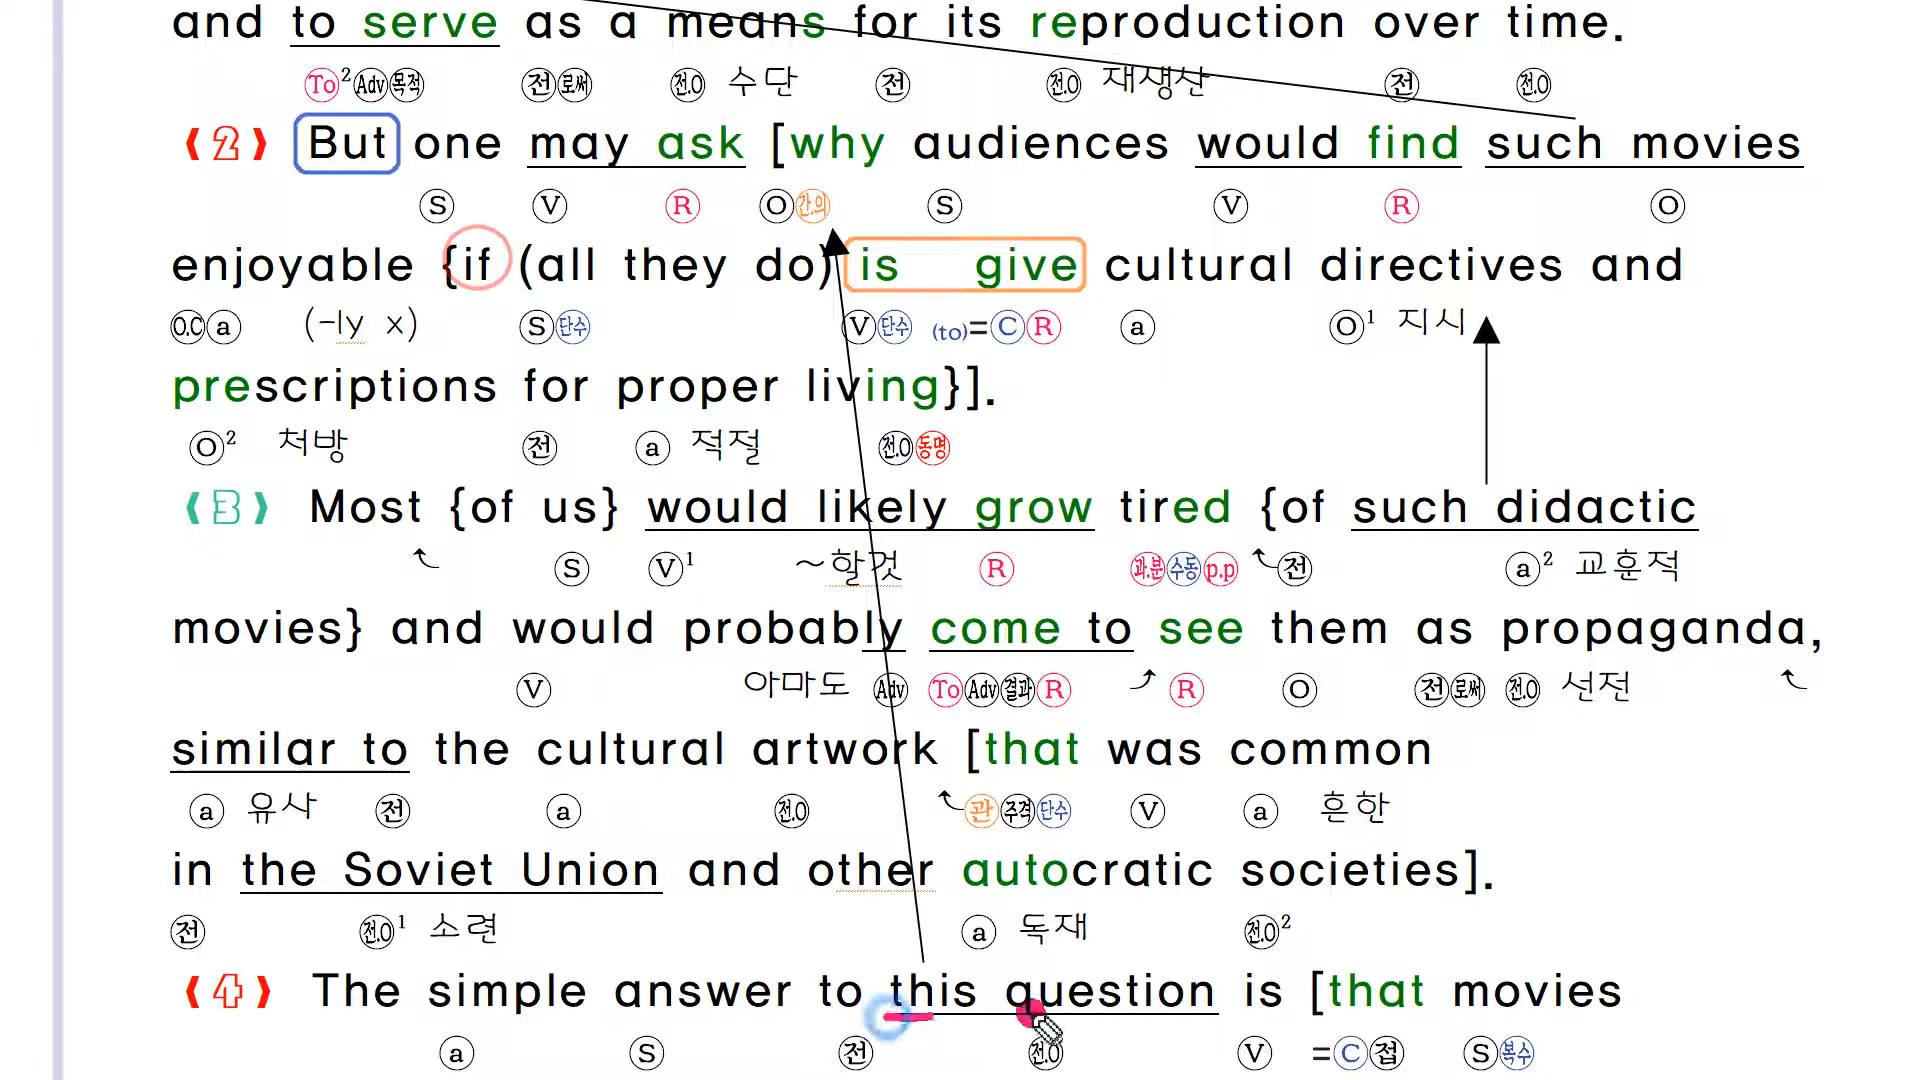 and to serve as a means for its reproduction over time.
To² Adv 목적 전 로써 전.O 수단 전 전.O 재생산 전 전.O
❲2❳ But one may ask [why audiences would find such movies
S V R O 간.의 S V R O
enjoyable {if (all they do) is give cultural directives and
O.C a (-ly x) S 단수 V 단수 (to)= C R a O¹ 지시
prescriptions for proper living}].
O² 처방 전 a 적절 전.O 동명
❲3❳ Most {of us} would likely grow tired {of such didactic
S V¹ ~할것 R 과.분 수동 p.p 전 a² 교훈적
movies} and would probably come to see them as propaganda,
V 아마도 Adv To Adv 결과 R R O 전 로써 전.O 선전
similar to the cultural artwork [that was common
a 유사 전 a 전.O 관 주격 단수 V a 흔한
in the Soviet Union and other autocratic societies].
전 전.O¹ 소련 a 독재 전.O²
❲4❳ The simple answer to this question is [that movies
a S 전 전.O V = C 접 S 복수